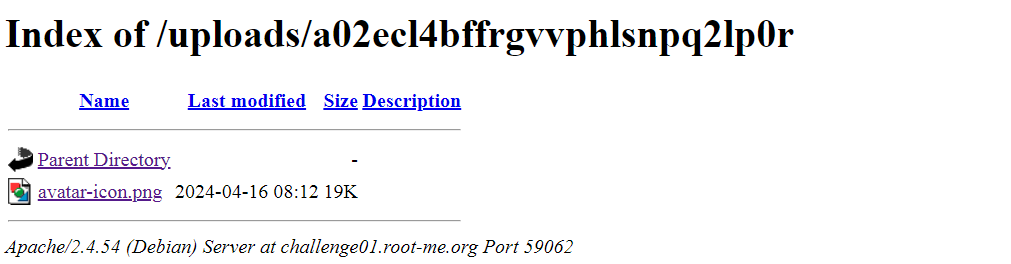 Index of /uploads/a02ecl4bffrgvvphlsnpq2lp0r
Name Last modified Size Description
Parent Directory -
avatar-icon.png 2024-04-16 08:12 19K
Apache/2.4.54 (Debian) Server at challenge01.root-me.org Port 59062